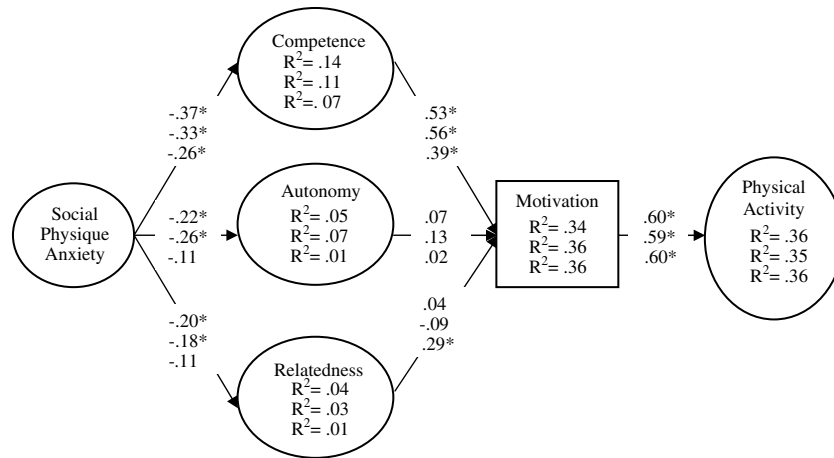 Competence
R²= .14
R²= .11
R²=. 07
-.37*
-.33*
-.26*
.53*
.56*
.39*
Social
Physique
Anxiety
-.22*
-.26*
-.11
Autonomy
R²= .05
R²= .07
R²= .01
.07
.13
.02
Motivation
R²= .34
R²= .36
R²= .36
.60*
.59*
.60*
Physical
Activity
R²= .36
R²= .35
R²= .36
-.20*
-.18*
-.11
Relatedness
R²= .04
R²= .03
R²= .01
.04
-.09
.29*